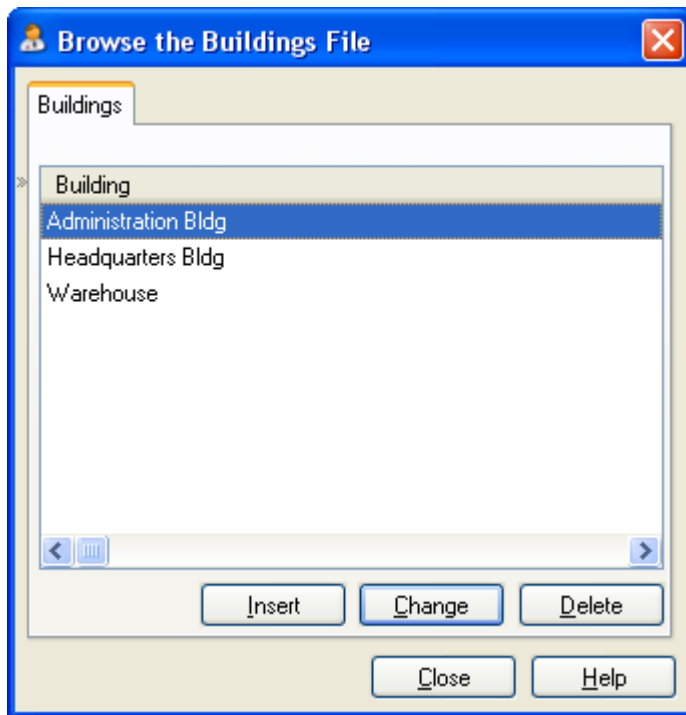 Browse the Buildings File
Buildings
Building
Administration Bldg
Headquarters Bldg
Warehouse
Insert Change Delete
Close Help